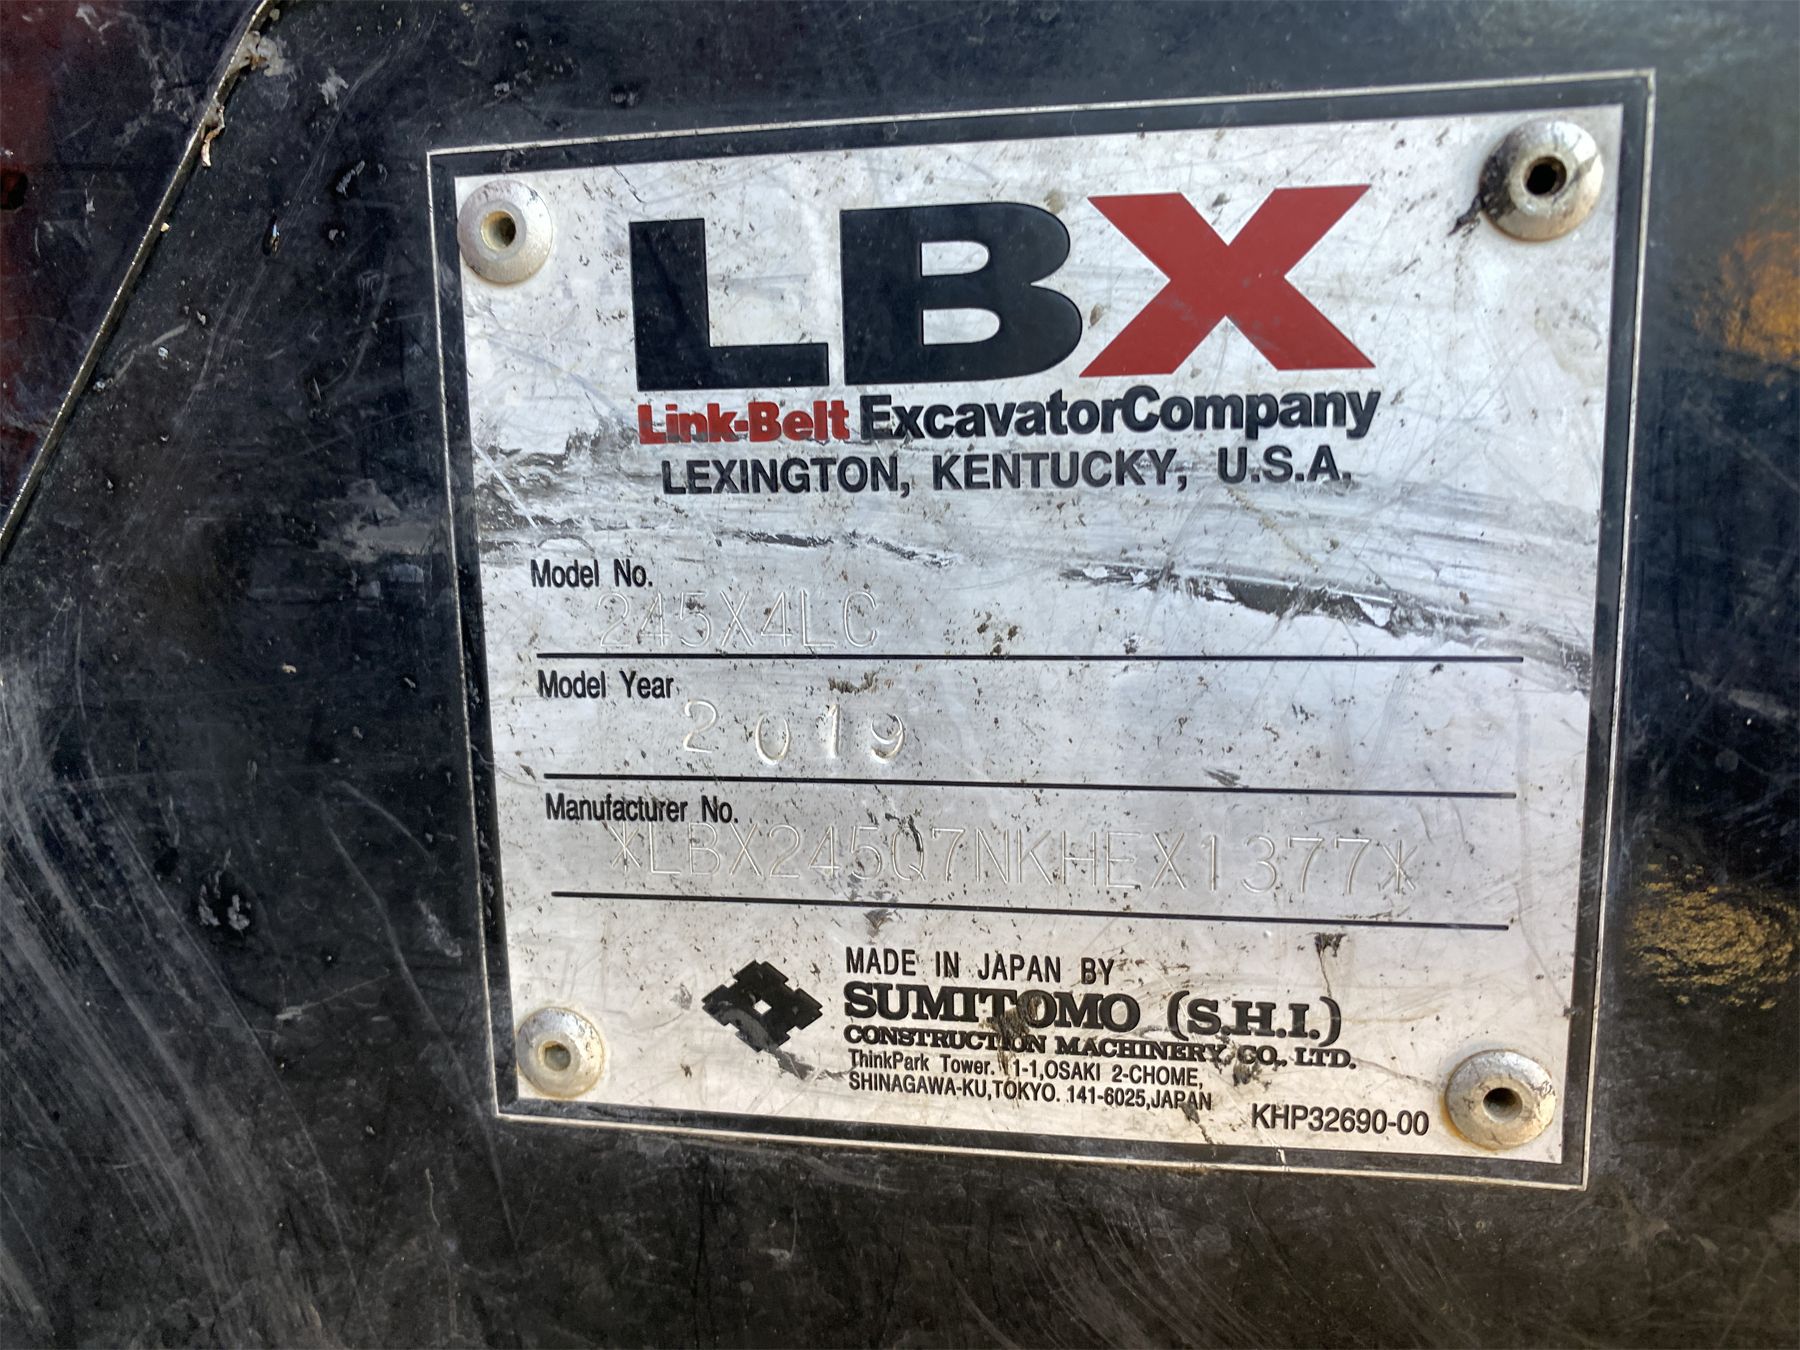 LBX
Link-Belt ExcavatorCompany
LEXINGTON, KENTUCKY, U.S.A.
Model No.
245X4LC
Model Year
2019
Manufacturer No.
*LBX245Q7NKHEX1377*
MADE IN JAPAN BY
SUMITOMO (S.H.I.)
CONSTRUCTION MACHINERY CO., LTD.
ThinkPark Tower. 1-1,OSAKI 2-CHOME,
SHINAGAWA-KU,TOKYO. 141-6025,JAPAN
KHP32690-00